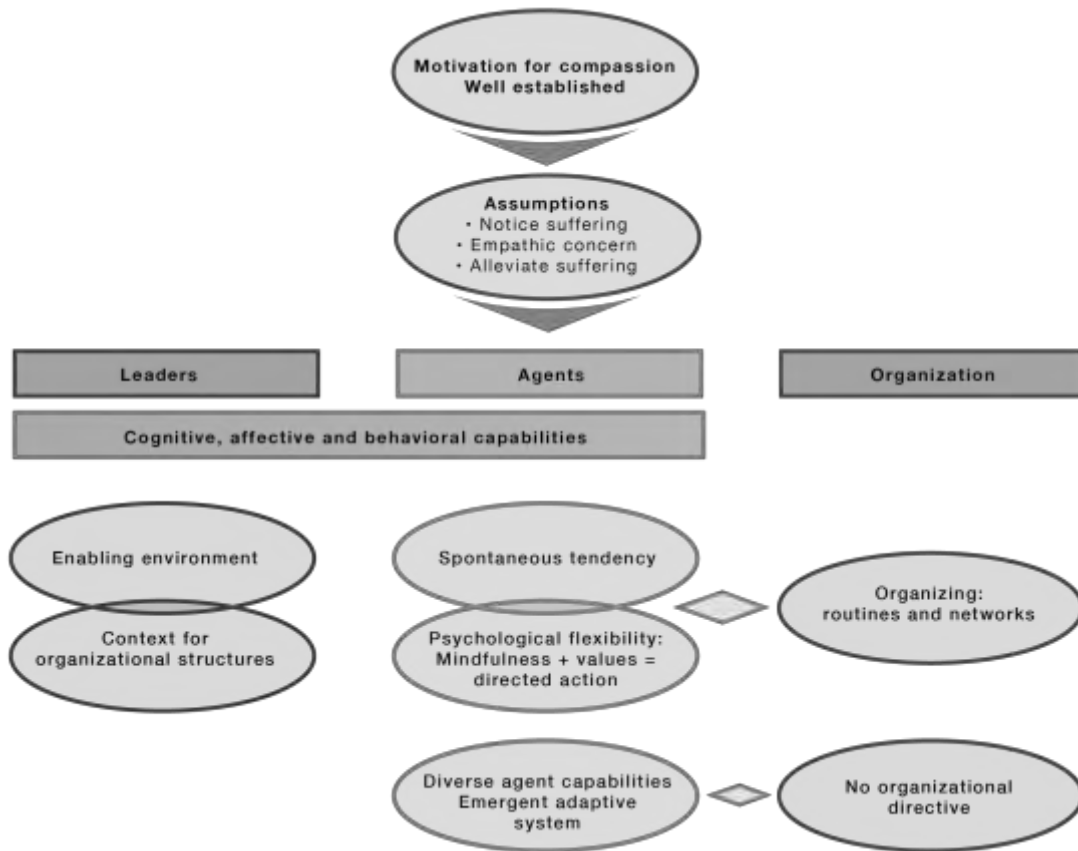 Motivation for compassion
Well established
Assumptions
• Notice suffering
• Empathic concern
• Alleviate suffering
Leaders
Agents
Organization
Cognitive, affective and behavioral capabilities
Enabling environment
Context for
organizational structures
Spontaneous tendency
Psychological flexibility:
Mindfulness + values =
directed action
Organizing:
routines and networks
Diverse agent capabilities
Emergent adaptive
system
No organizational
directive